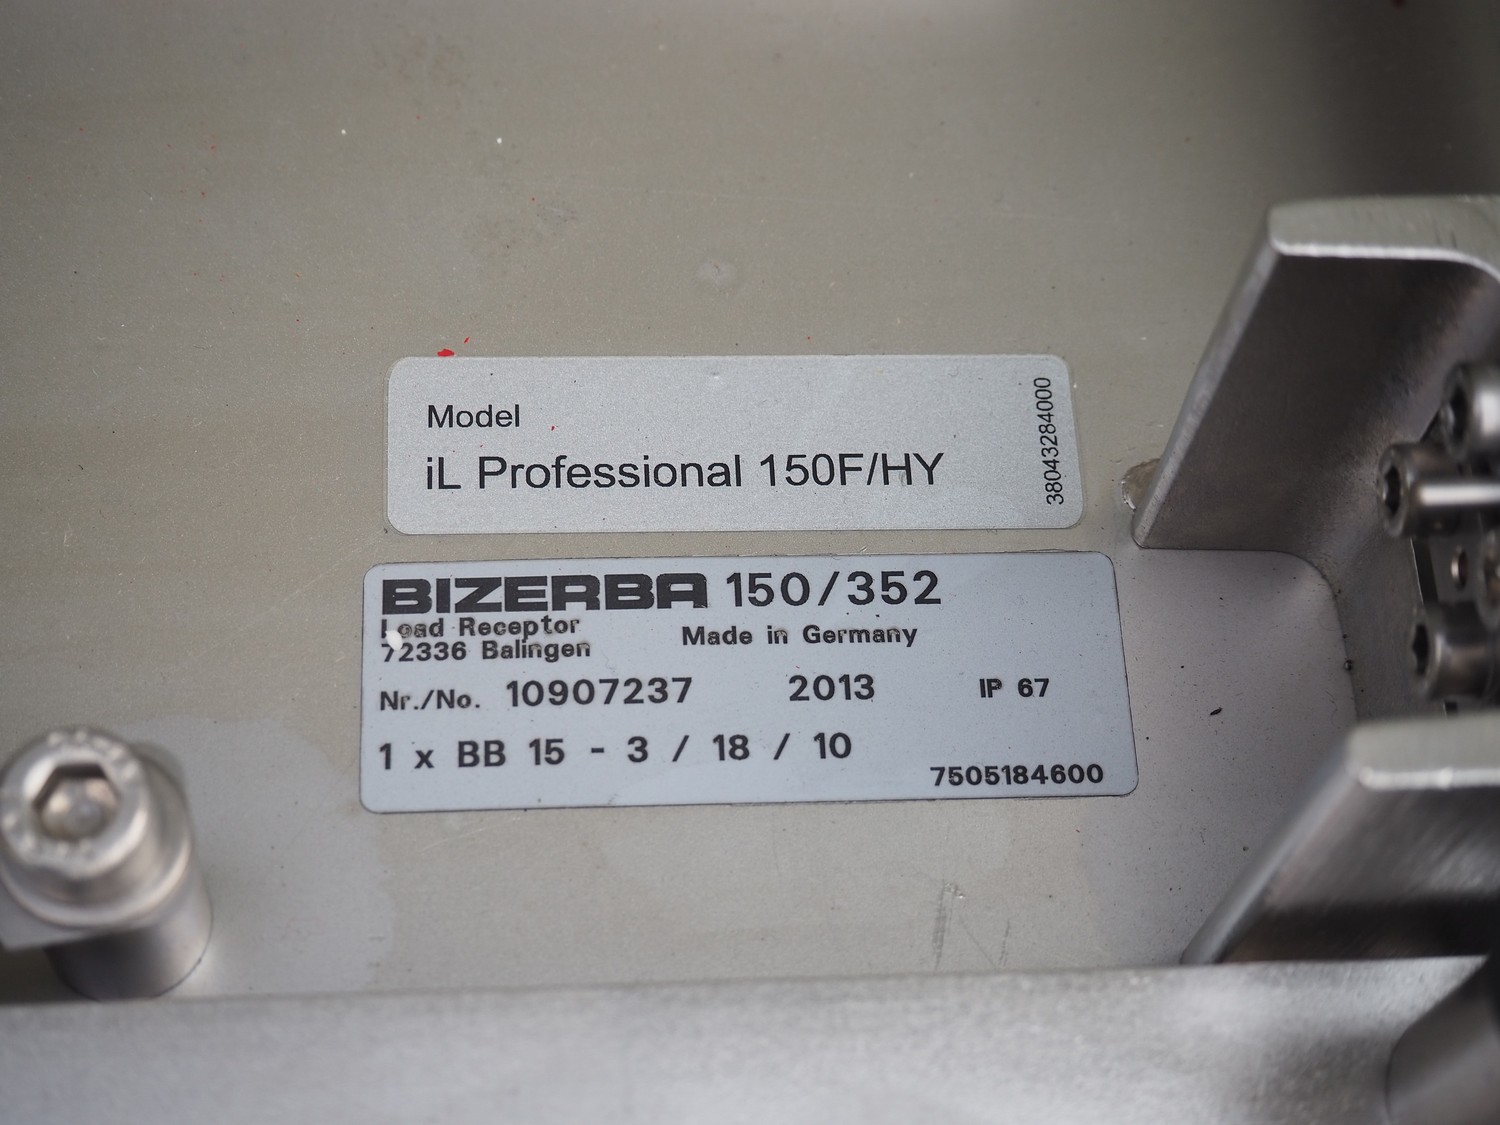 Model
iL Professional 150F/HY
38043284000
BIZERBA 150/352
Load Receptor
72336 Balingen
Made in Germany
Nr./No. 10907237 2013 IP 67
1 x BB 15 - 3 / 18 / 10
7505184600